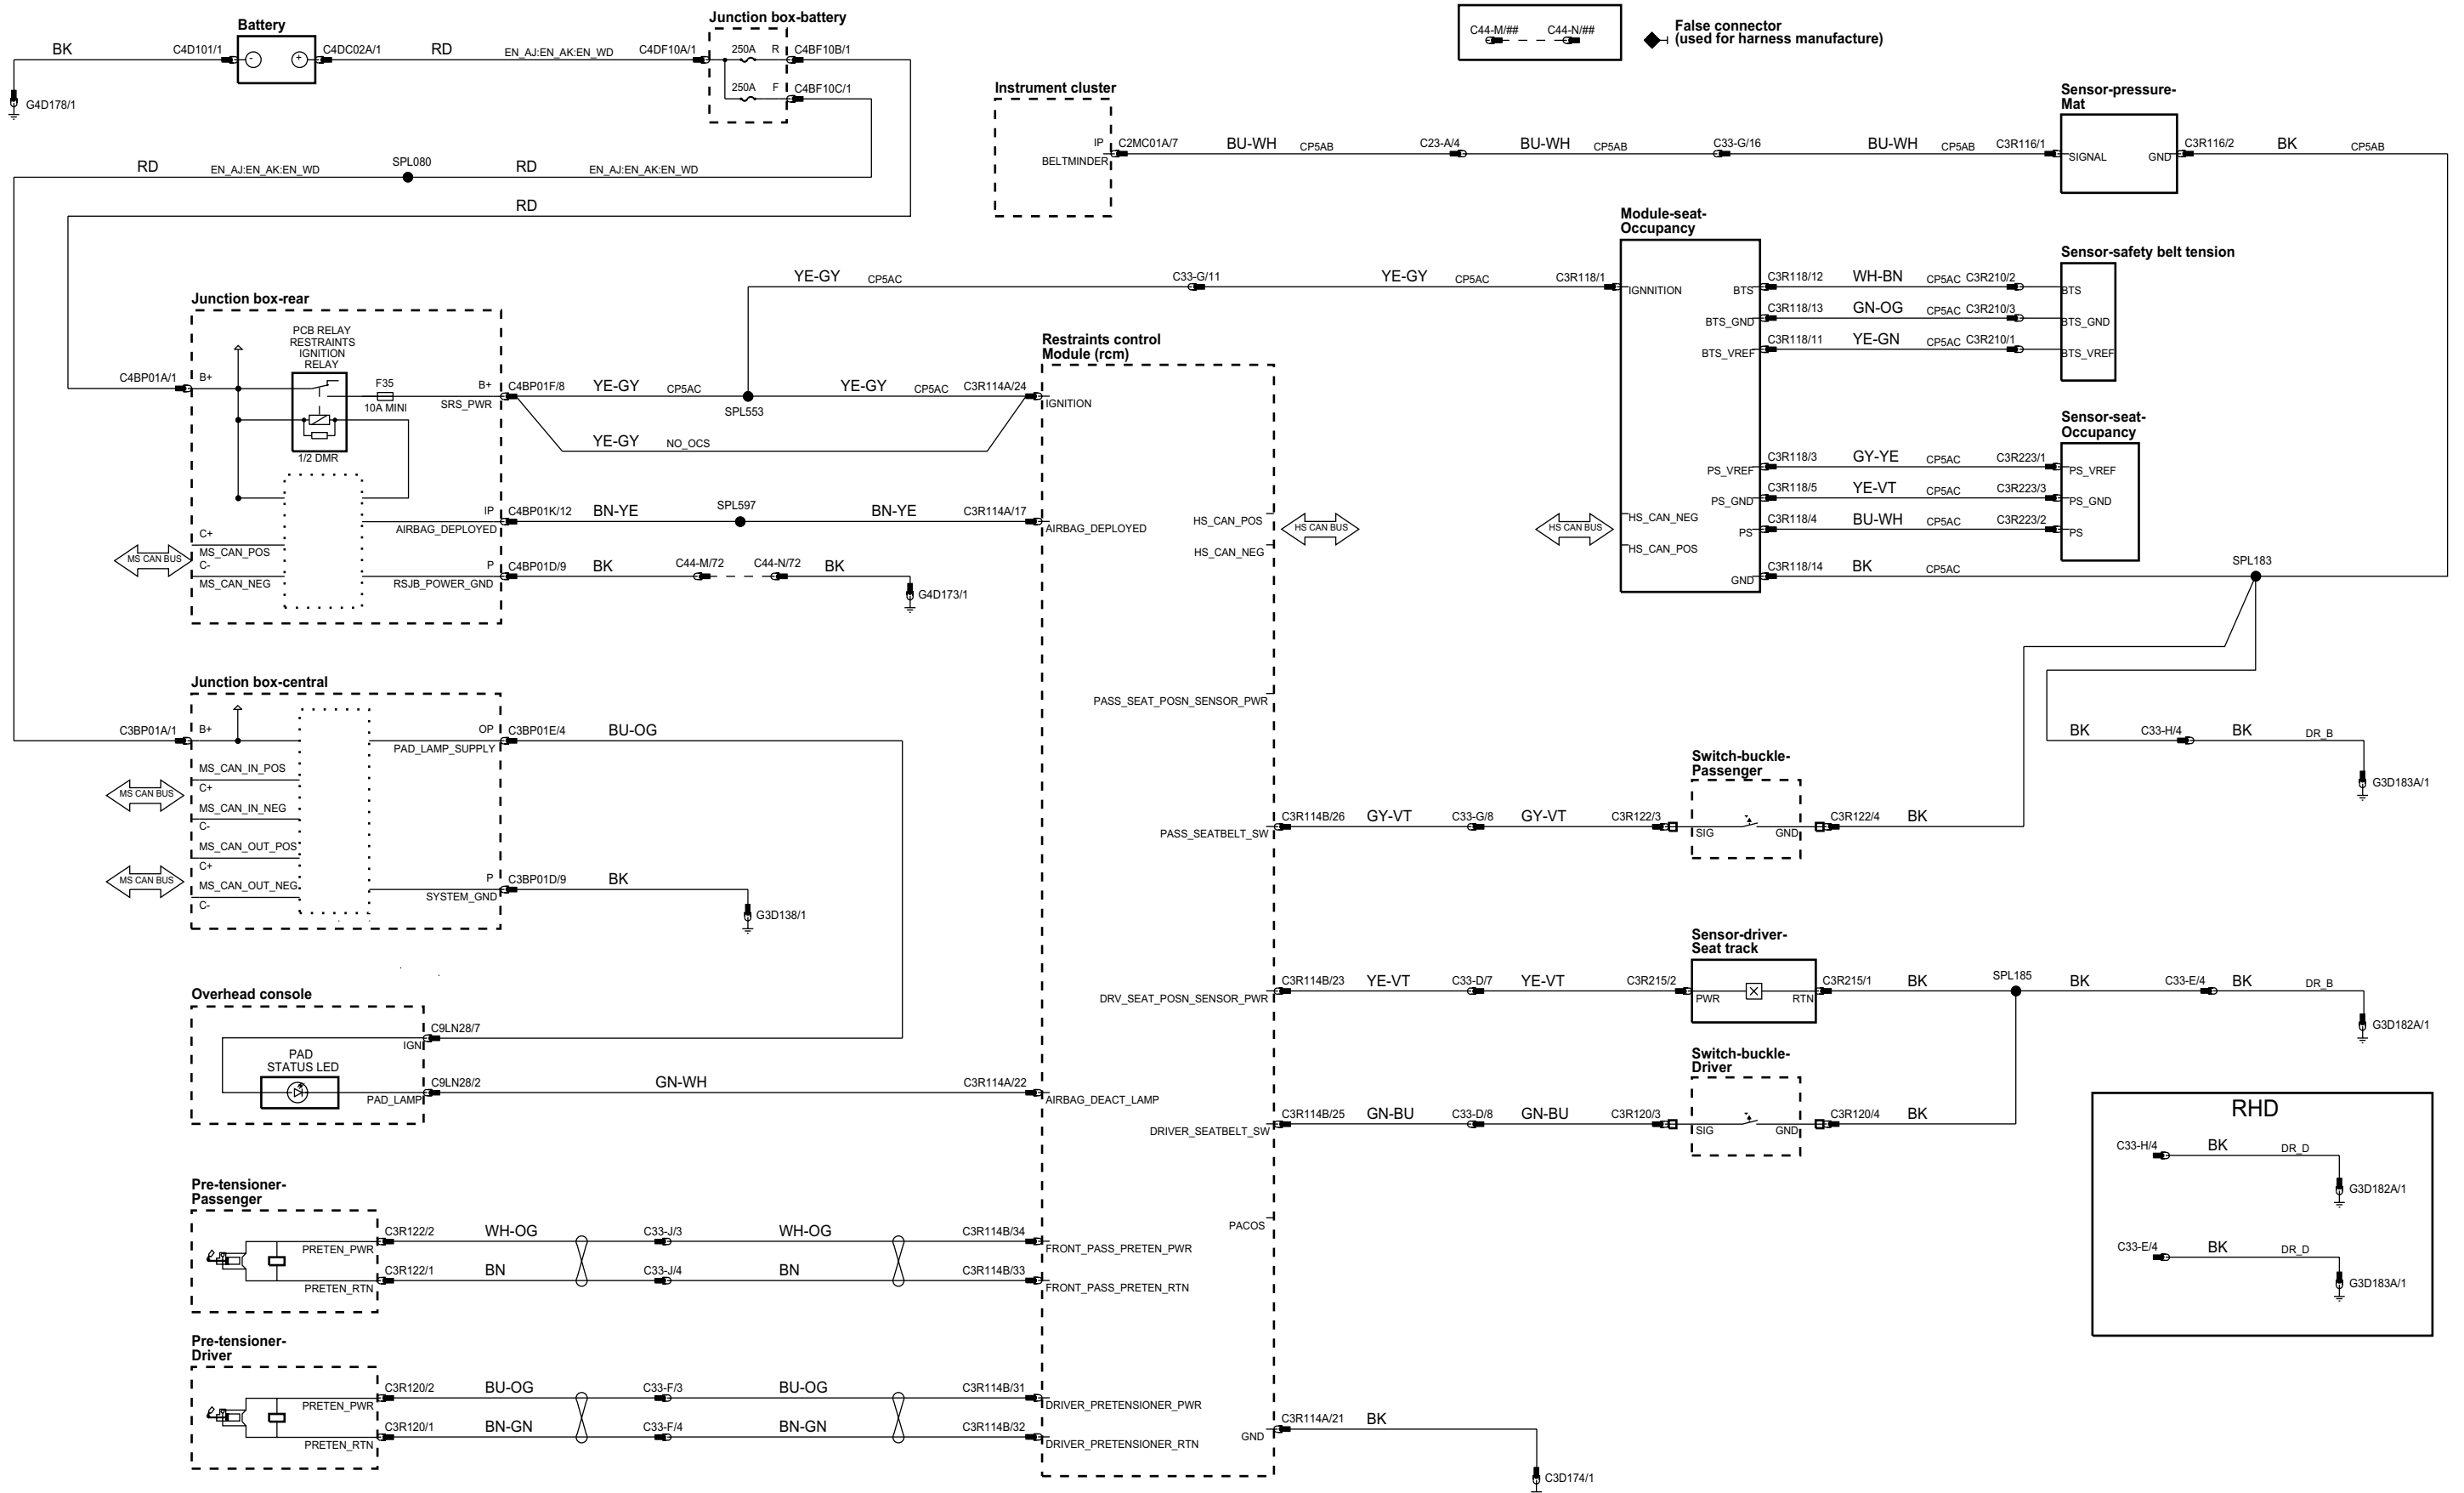 Battery
BK
C4D101/1
-
+
C4DC02A/1
RD
EN_AJ:EN_AK:EN_WD
C4DF10A/1
G4D178/1
Junction box-battery
250A
R
C4BF10B/1
250A
F
C4BF10C/1
RD
EN_AJ:EN_AK:EN_WD
SPL080
RD
EN_AJ:EN_AK:EN_WD
RD
C44-M/##
C44-N/##
False connector
(used for harness manufacture)
Instrument cluster
IP
BELTMINDER
C2MC01A/7
BU-WH
CP5AB
C23-A/4
BU-WH
CP5AB
C33-G/16
BU-WH
CP5AB
C3R116/1
Sensor-pressure-
Mat
SIGNAL
GND
C3R116/2
BK
CP5AB
YE-GY
CP5AC
C33-G/11
YE-GY
CP5AC
C3R118/1
Module-seat-
Occupancy
IGNNITION
BTS
C3R118/12
WH-BN
CP5AC
C3R210/2
BTS_GND
C3R118/13
GN-OG
CP5AC
C3R210/3
BTS_VREF
C3R118/11
YE-GN
CP5AC
C3R210/1
Sensor-safety belt tension
BTS
BTS_GND
BTS_VREF
PS_VREF
C3R118/3
GY-YE
CP5AC
C3R223/1
PS_GND
C3R118/5
YE-VT
CP5AC
C3R223/3
PS
C3R118/4
BU-WH
CP5AC
C3R223/2
Sensor-seat-
Occupancy
PS_VREF
PS_GND
PS
HS CAN BUS
HS_CAN_NEG
HS_CAN_POS
GND
C3R118/14
BK
CP5AC
SPL183
Junction box-rear
PCB RELAY
RESTRAINTS
IGNITION
RELAY
1/2 DMR
F35
10A MINI
C4BP01A/1
B+
B+
SRS_PWR
C4BP01F/8
YE-GY
CP5AC
SPL553
YE-GY
CP5AC
C3R114A/24
YE-GY
NO_OCS
IP
AIRBAG_DEPLOYED
C4BP01K/12
BN-YE
SPL597
BN-YE
C3R114A/17
C+
MS_CAN_POS
C-
MS_CAN_NEG
MS CAN BUS
P
RSJB_POWER_GND
C4BP01D/9
BK
C44-M/72
C44-N/72
BK
G4D173/1
Restraints control
Module (rcm)
IGNITION
AIRBAG_DEPLOYED
HS_CAN_POS
HS_CAN_NEG
HS CAN BUS
PASS_SEAT_POSN_SENSOR_PWR
PASS_SEATBELT_SW
DRV_SEAT_POSN_SENSOR_PWR
AIRBAG_DEACT_LAMP
DRIVER_SEATBELT_SW
PACOS
FRONT_PASS_PRETEN_PWR
FRONT_PASS_PRETEN_RTN
DRIVER_PRETENSIONER_PWR
DRIVER_PRETENSIONER_RTN
GND
Junction box-central
C3BP01A/1
B+
OP
PAD_LAMP_SUPPLY
C3BP01E/4
BU-OG
MS_CAN_IN_POS
C+
MS_CAN_IN_NEG
C-
MS CAN BUS
MS_CAN_OUT_POS
C+
MS_CAN_OUT_NEG
C-
MS CAN BUS
P
SYSTEM_GND
C3BP01D/9
BK
G3D138/1
BK
C33-H/4
BK
DR_B
G3D183A/1
C3R114B/26
GY-VT
C33-G/8
GY-VT
C3R122/3
Switch-buckle-
Passenger
SIG
GND
C3R122/4
BK
C3R114B/23
YE-VT
C33-D/7
YE-VT
C3R215/2
Sensor-driver-
Seat track
PWR
RTN
C3R215/1
BK
SPL185
BK
C33-E/4
BK
DR_B
G3D182A/1
Overhead console
C9LN28/7
IGN
PAD
STATUS LED
PAD_LAMP
C9LN28/2
GN-WH
C3R114A/22
C3R114B/25
GN-BU
C33-D/8
GN-BU
C3R120/3
Switch-buckle-
Driver
SIG
GND
C3R120/4
BK
RHD
C33-H/4
BK
DR_D
G3D182A/1
C33-E/4
BK
DR_D
G3D183A/1
Pre-tensioner-
Passenger
PRETEN_PWR
C3R122/2
WH-OG
C33-J/3
WH-OG
C3R114B/34
PRETEN_RTN
C3R122/1
BN
C33-J/4
BN
C3R114B/33
Pre-tensioner-
Driver
PRETEN_PWR
C3R120/2
BU-OG
C33-F/3
BU-OG
C3R114B/31
PRETEN_RTN
C3R120/1
BN-GN
C33-F/4
BN-GN
C3R114B/32
C3R114A/21
BK
C3D174/1